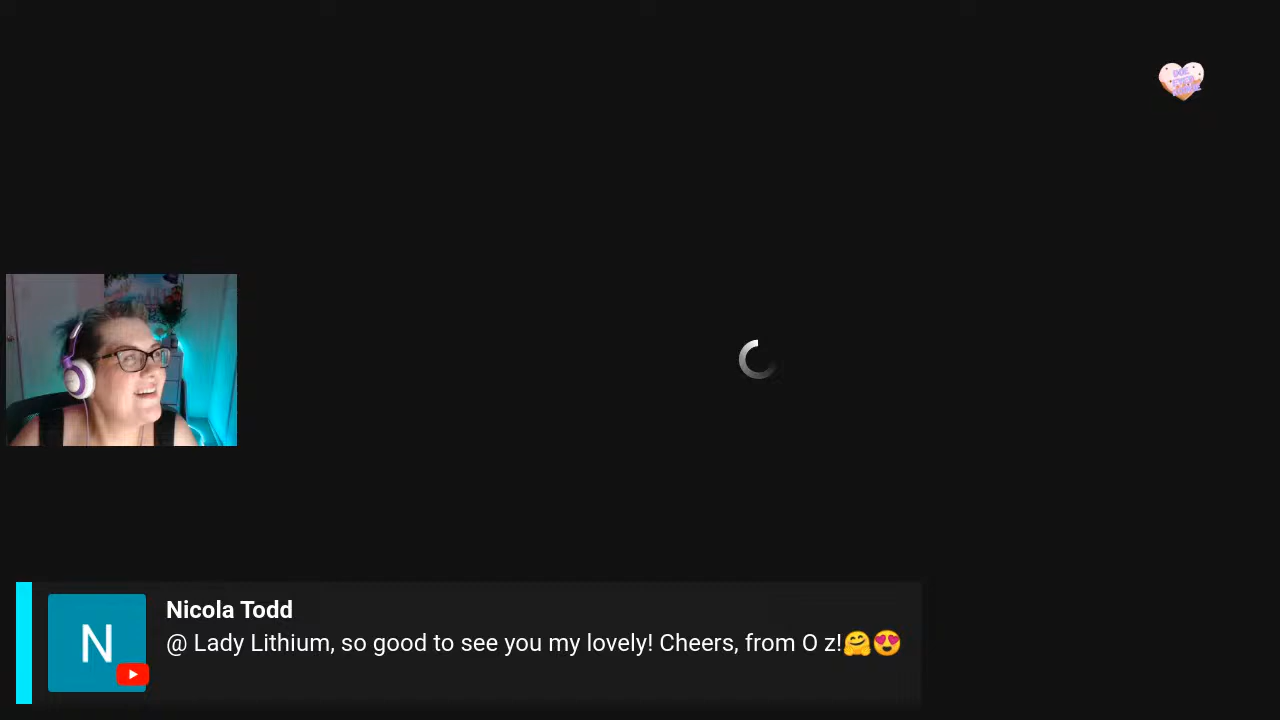 Nicola Todd
@ Lady Lithium, so good to see you my lovely! Cheers, from O z!🤗😍
N